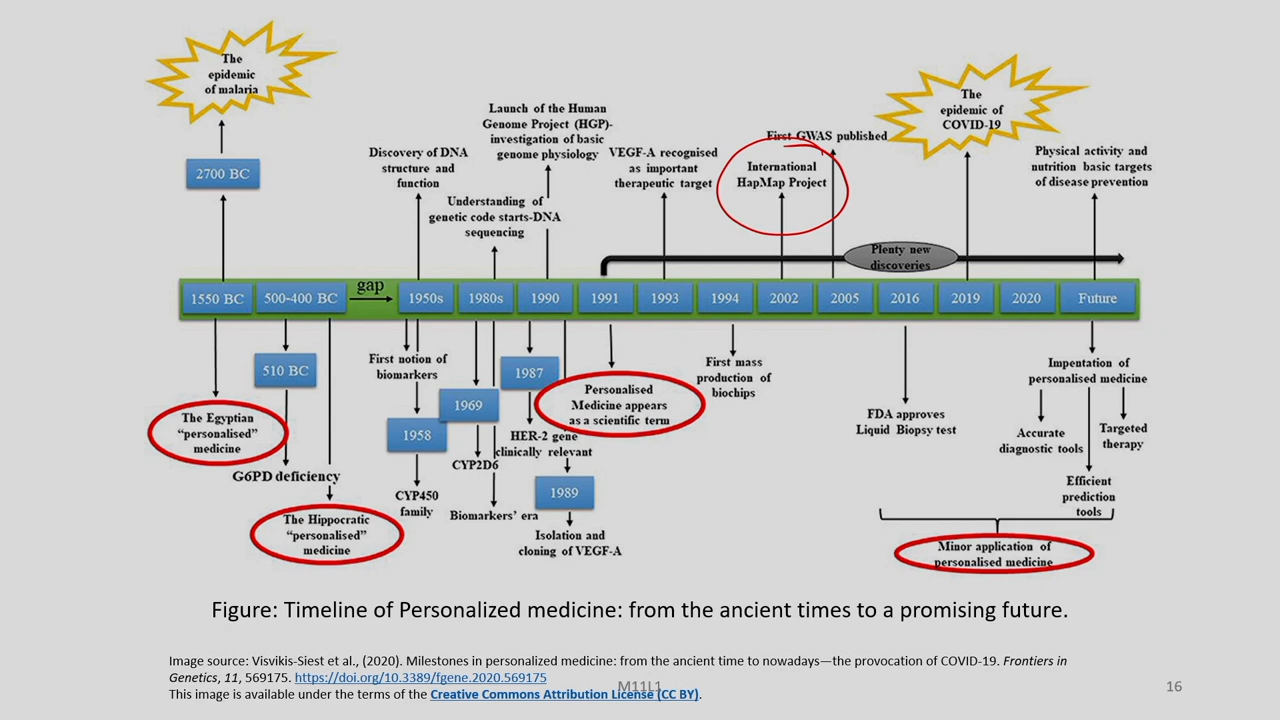 The
epidemic
of malaria
2700 BC
Discovery of DNA
structure and
function
Launch of the Human
Genome Project (HGP)-
investigation of basic
genome physiology
Understanding of
genetic code starts-DNA
sequencing
VEGF-A recognised
as important
therapeutic target
First GWAS published
International
HapMap Project
The
epidemic of
COVID-19
Physical activity and
nutrition basic targets
of disease prevention
Plenty new
discoveries
1550 BC
500-400 BC
gap
1950s
1980s
1990
1991
1993
1994
2002
2005
2016
2019
2020
Future
The Egyptian
“personalised”
medicine
510 BC
G6PD deficiency
The Hippocratic
“personalised”
medicine
First notion of
biomarkers
1958
CYP450
family
1969
CYP2D6
Biomarkers’ era
1987
HER-2 gene
clinically relevant
1989
Isolation and
cloning of VEGF-A
Personalised
Medicine appears
as a scientific term
First mass
production of
biochips
FDA approves
Liquid Biopsy test
Impentation of
personalised medicine
Accurate
diagnostic tools
Targeted
therapy
Efficient
prediction
tools
Minor application of
personalised medicine
Figure: Timeline of Personalized medicine: from the ancient times to a promising future.
Image source: Visvikis-Siest et al., (2020). Milestones in personalized medicine: from the ancient time to nowadays—the provocation of COVID-19. Frontiers in
Genetics, 11, 569175. https://doi.org/10.3389/fgene.2020.569175
This image is available under the terms of the Creative Commons Attribution License (CC BY).
M11L1
16